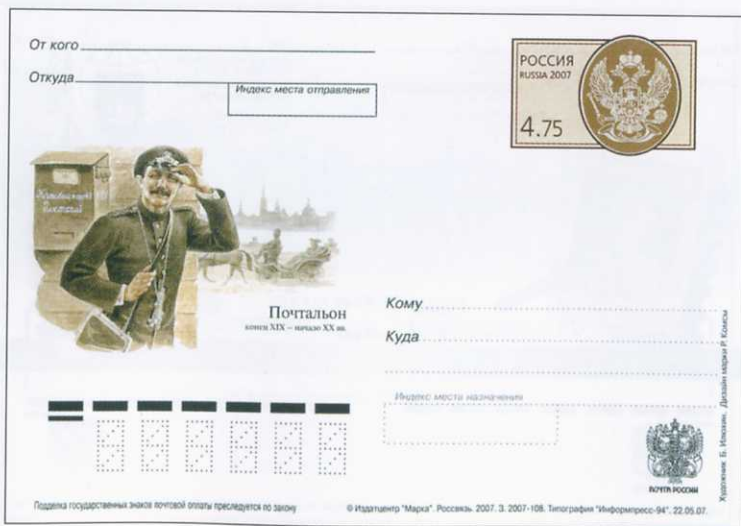 От кого
Откуда
Индекс места отправления
РОССИЯ
RUSSIA 2007
4.75
Почтальон
конец XIX – начало XX вв.
Кому
Куда
Индекс места назначения
ПОЧТА РОССИИ
Художник Б. Илюхин. Дизайн марки Р. Комсы
Подделка государственных знаков почтовой оплаты преследуется по закону
© Издатцентр "Марка". Россвязь. 2007. З. 2007-108. Типография "Информпресс-94". 22.05.07.